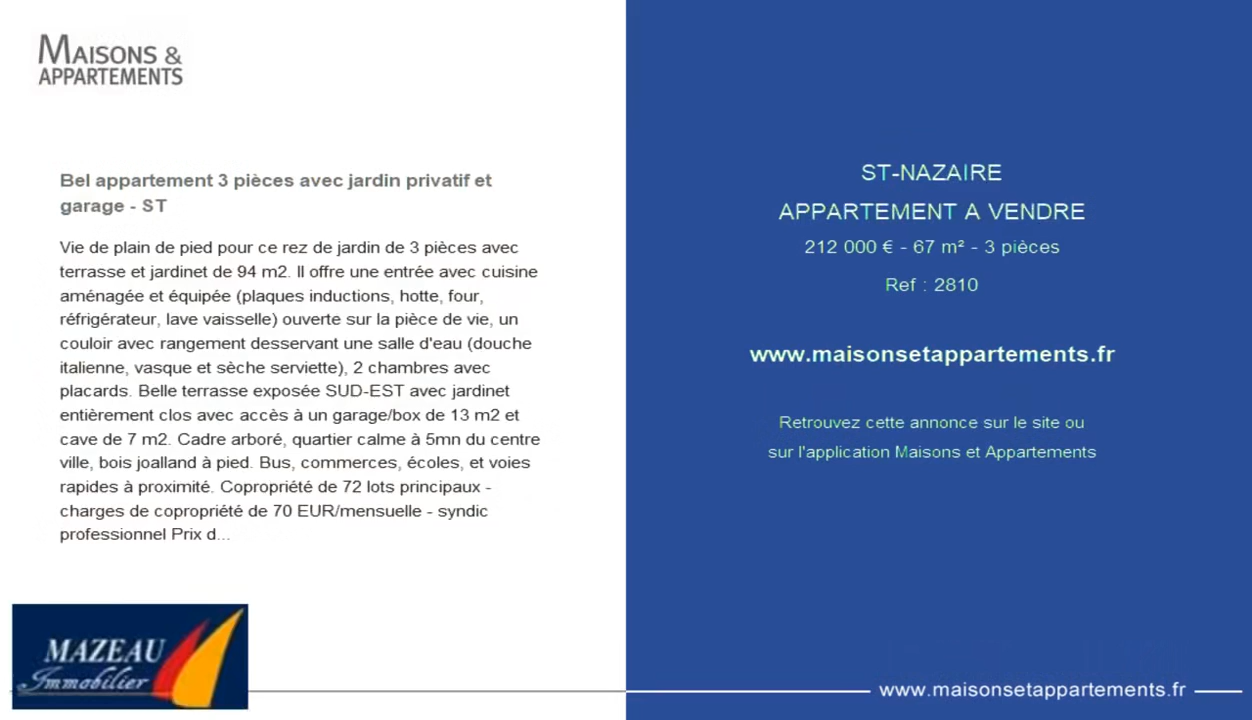 MAISONS &
APPARTEMENTS
Bel appartement 3 pièces avec jardin privatif et
garage - ST
Vie de plain de pied pour ce rez de jardin de 3 pièces avec
terrasse et jardinet de 94 m2. Il offre une entrée avec cuisine
aménagée et équipée (plaques inductions, hotte, four,
réfrigérateur, lave vaisselle) ouverte sur la pièce de vie, un
couloir avec rangement desservant une salle d'eau (douche
italienne, vasque et sèche serviette), 2 chambres avec
placards. Belle terrasse exposée SUD-EST avec jardinet
entièrement clos avec accès à un garage/box de 13 m2 et
cave de 7 m2. Cadre arboré, quartier calme à 5mn du centre
ville, bois joalland à pied. Bus, commerces, écoles, et voies
rapides à proximité. Copropriété de 72 lots principaux -
charges de copropriété de 70 EUR/mensuelle - syndic
professionnel Prix d...
MAZEAU
Immobilier
ST-NAZAIRE
APPARTEMENT A VENDRE
212 000 € - 67 m² - 3 pièces
Ref : 2810
www.maisonsetappartements.fr
Retrouvez cette annonce sur le site ou
sur l'application Maisons et Appartements
www.maisonsetappartements.fr